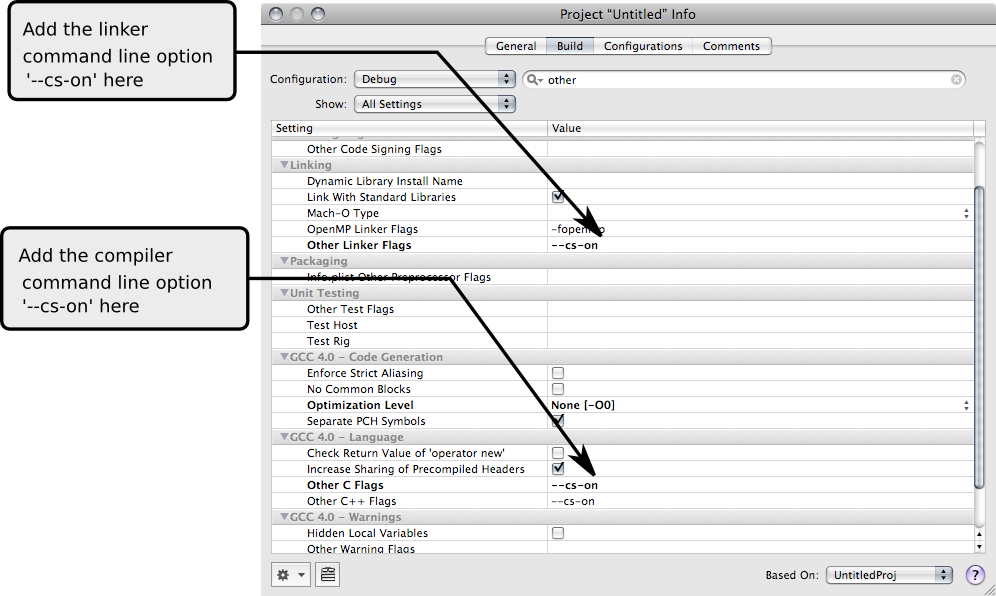 Add the linker
command line option
'--cs-on' here
Add the compiler
command line option
'--cs-on' here
Project “Untitled” Info
General Build Configurations Comments
Configuration: Debug other
Show: All Settings
Setting Value
Other Code Signing Flags
Linking
Dynamic Library Install Name
Link With Standard Libraries
Mach-O Type
OpenMP Linker Flags
Other Linker Flags --cs-on
Packaging
Info.plist Other Preprocessor Flags
Unit Testing
Other Test Flags
Test Host
Test Rig
GCC 4.0 – Code Generation
Enforce Strict Aliasing
No Common Blocks
Optimization Level None [-O0]
Separate PCH Symbols
GCC 4.0 – Language
Check Return Value of 'operator new'
Increase Sharing of Precompiled Headers
Other C Flags --cs-on
Other C++ Flags --cs-on
GCC 4.0 – Warnings
Hidden Local Variables
Other Warning Flags
Based On: UntitledProj ?